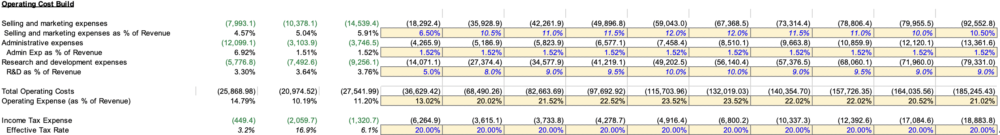 Operating Cost Build
Selling and marketing expenses (7,993.1) (10,378.1) (14,539.4) (18,292.4) (35,928.9) (42,261.9) (49,896.8) (59,043.0) (67,368.5) (73,314.4) (78,806.4) (79,955.5) (92,552.8)
Selling and marketing expenses as % of Revenue 4.57% 5.04% 5.91% 6.50% 10.5% 11.0% 11.5% 12.0% 12.0% 11.5% 11.0% 10.0% 10.50%
Administrative expenses (12,099.1) (3,103.9) (3,746.5) (4,265.9) (5,186.9) (5,823.9) (6,577.1) (7,458.4) (8,510.1) (9,663.8) (10,859.9) (12,120.1) (13,361.6)
Admin Exp as % of Revenue 6.92% 1.51% 1.52% 1.52% 1.52% 1.52% 1.52% 1.52% 1.52% 1.52% 1.52% 1.52% 1.52%
Research and development expenses (5,776.8) (7,492.6) (9,256.1) (14,071.1) (27,374.4) (34,577.9) (41,219.1) (49,202.5) (56,140.4) (57,376.5) (68,060.1) (71,960.0) (79,331.0)
R&D as % of Revenue 3.30% 3.64% 3.76% 5.0% 8.0% 9.0% 9.5% 10.0% 10.0% 9.0% 9.5% 9.0% 9.0%
Total Operating Costs (25,868.98) (20,974.52) (27,541.99) (36,629.42) (68,490.26) (82,663.69) (97,692.92) (115,703.96) (132,019.03) (140,354.70) (157,726.35) (164,035.56) (185,245.43)
Operating Expense (as % of Revenue) 14.79% 10.19% 11.20% 13.02% 20.02% 21.52% 22.52% 23.52% 23.52% 22.02% 22.02% 20.52% 21.02%
Income Tax Expense (449.4) (2,059.7) (1,320.7) (6,264.9) (3,615.1) (3,733.8) (4,278.7) (4,916.4) (6,800.2) (10,337.3) (12,392.6) (17,084.6) (18,883.8)
Effective Tax Rate 3.2% 16.9% 6.1% 20.00% 20.00% 20.00% 20.00% 20.00% 20.00% 20.00% 20.00% 20.00% 20.00%